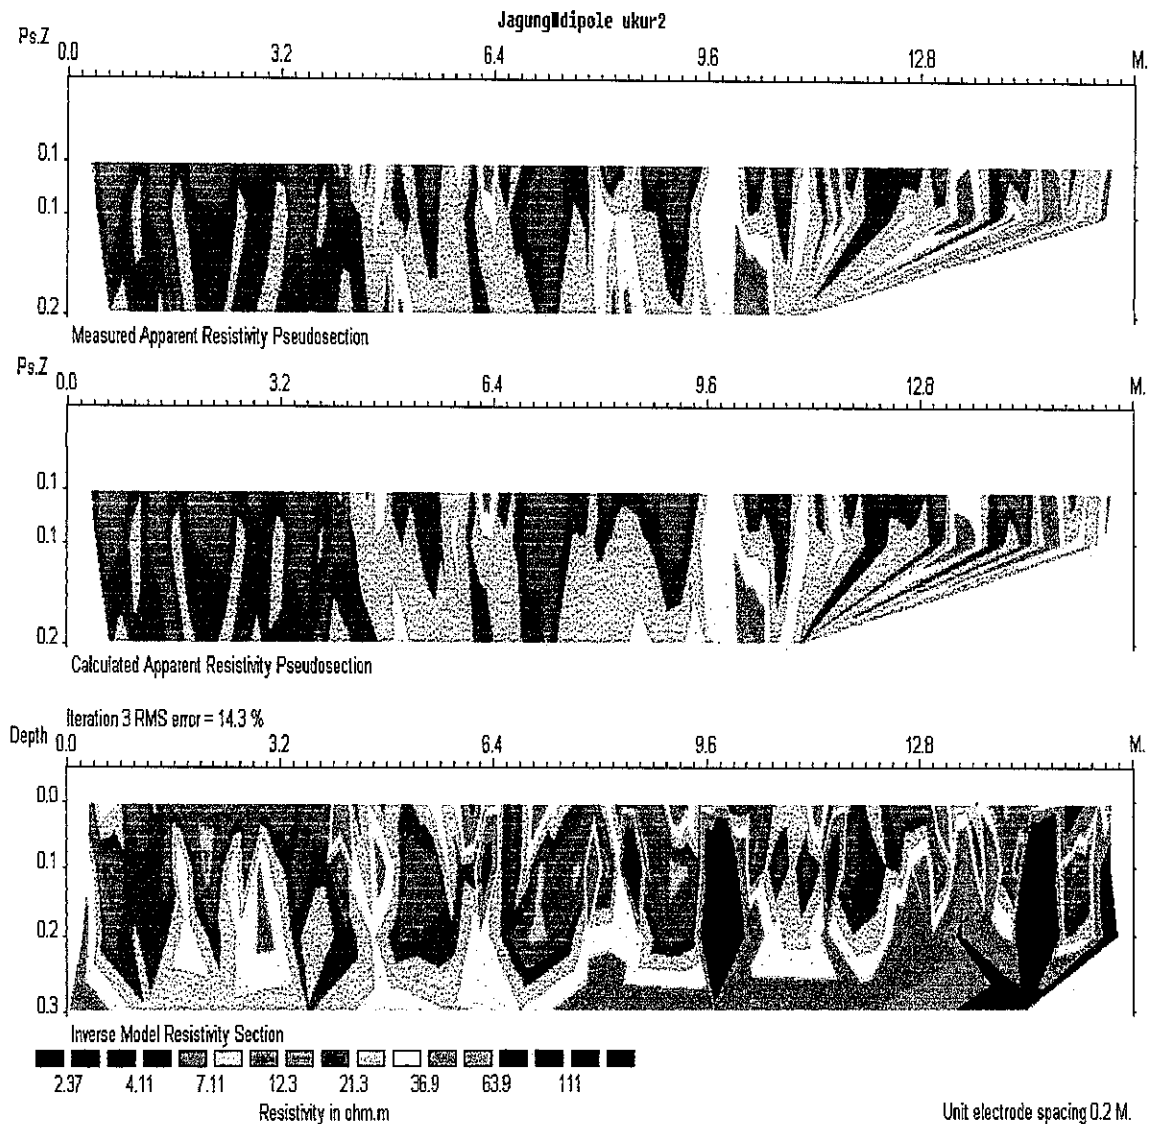 Jagung dipole ukur2
Ps.Z 0.0 3.2 6.4 9.6 12.8 M.
0.1
0.1
0.2
Measured Apparent Resistivity Pseudosection
Ps.Z 0.0 3.2 6.4 9.6 12.8 M.
0.1
0.1
0.2
Calculated Apparent Resistivity Pseudosection
Iteration 3 RMS error = 14.3 %
Depth 0.0 3.2 6.4 9.6 12.8 M.
0.0
0.1
0.2
0.3
Inverse Model Resistivity Section
2.37 4.11 7.11 12.3 21.3 36.9 63.9 111
Resistivity in ohm.m
Unit electrode spacing 0.2 M.